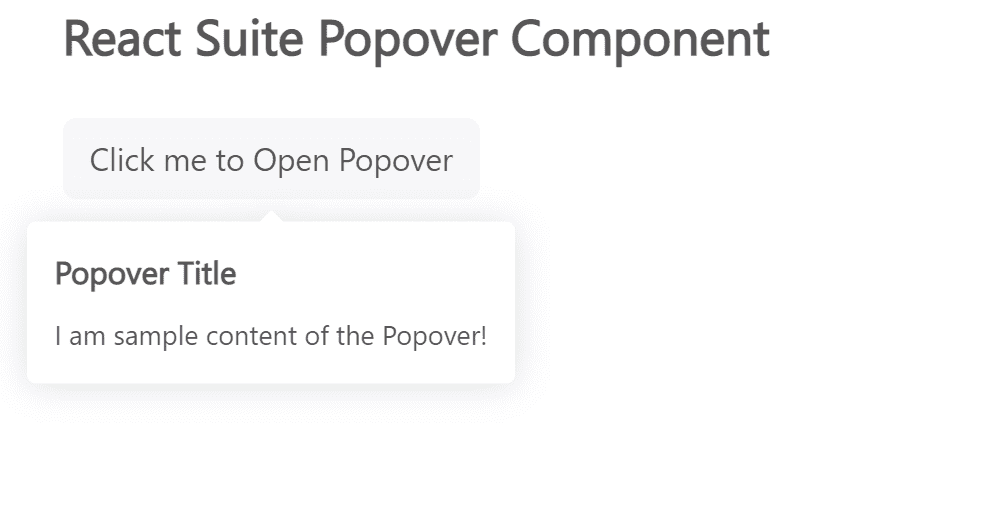 React Suite Popover Component
Click me to Open Popover
Popover Title
I am sample content of the Popover!